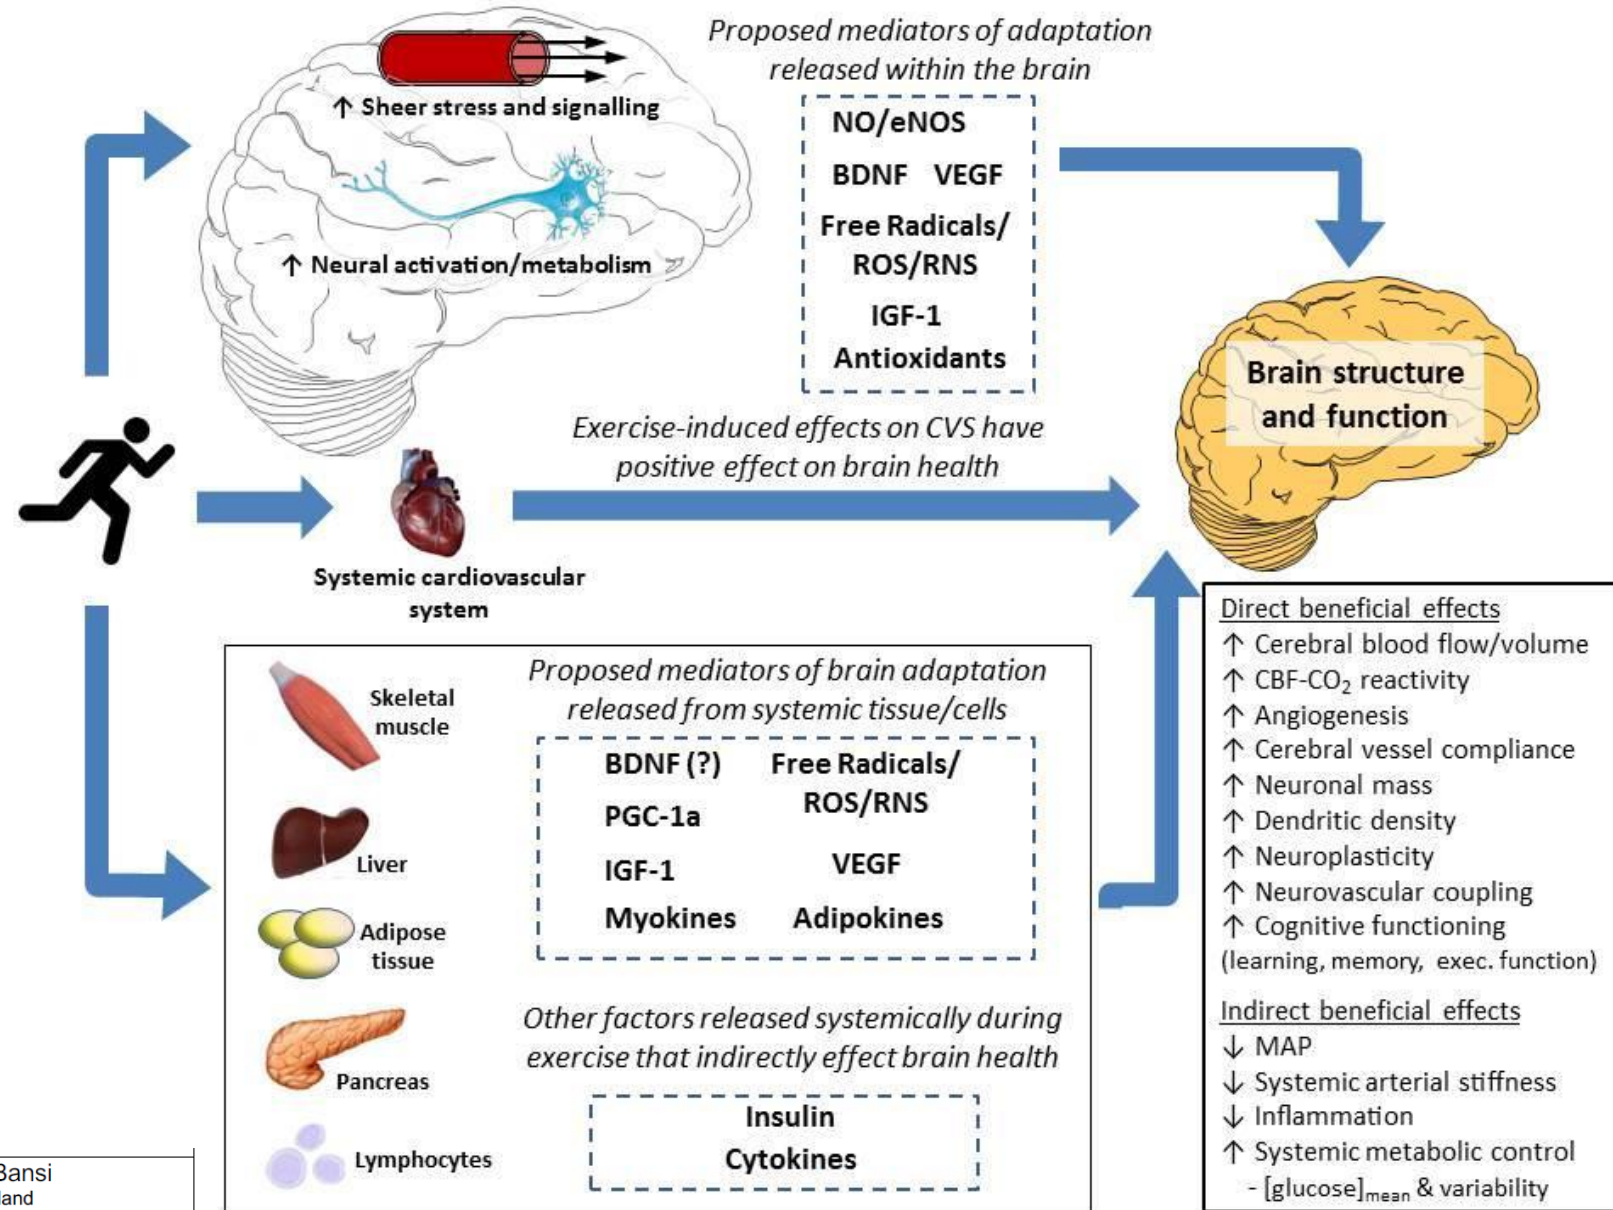 Proposed mediators of adaptation
released within the brain
↑ Sheer stress and signalling
↑ Neural activation/metabolism
NO/eNOS
BDNF VEGF
Free Radicals/
ROS/RNS
IGF-1
Antioxidants
Brain structure
and function
Exercise-induced effects on CVS have
positive effect on brain health
Systemic cardiovascular
system
Skeletal
muscle
Liver
Adipose
tissue
Pancreas
Lymphocytes
Proposed mediators of brain adaptation
released from systemic tissue/cells
BDNF (?) Free Radicals/
ROS/RNS
PGC-1a
IGF-1 VEGF
Myokines Adipokines
Other factors released systemically during
exercise that indirectly effect brain health
Insulin
Cytokines
Direct beneficial effects
↑ Cerebral blood flow/volume
↑ CBF-CO₂ reactivity
↑ Angiogenesis
↑ Cerebral vessel compliance
↑ Neuronal mass
↑ Dendritic density
↑ Neuroplasticity
↑ Neurovascular coupling
↑ Cognitive functioning
(learning, memory, exec. function)
Indirect beneficial effects
↓ MAP
↓ Systemic arterial stiffness
↓ Inflammation
↑ Systemic metabolic control
- [glucose]mean & variability
Bansi
land